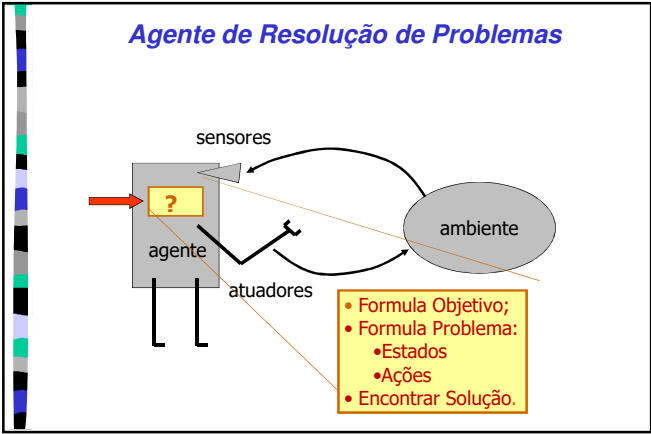 Agente de Resolução de Problemas
sensores
?
agente
ambiente
atuadores
• Formula Objetivo;
• Formula Problema:
•Estados
•Ações
• Encontrar Solução.